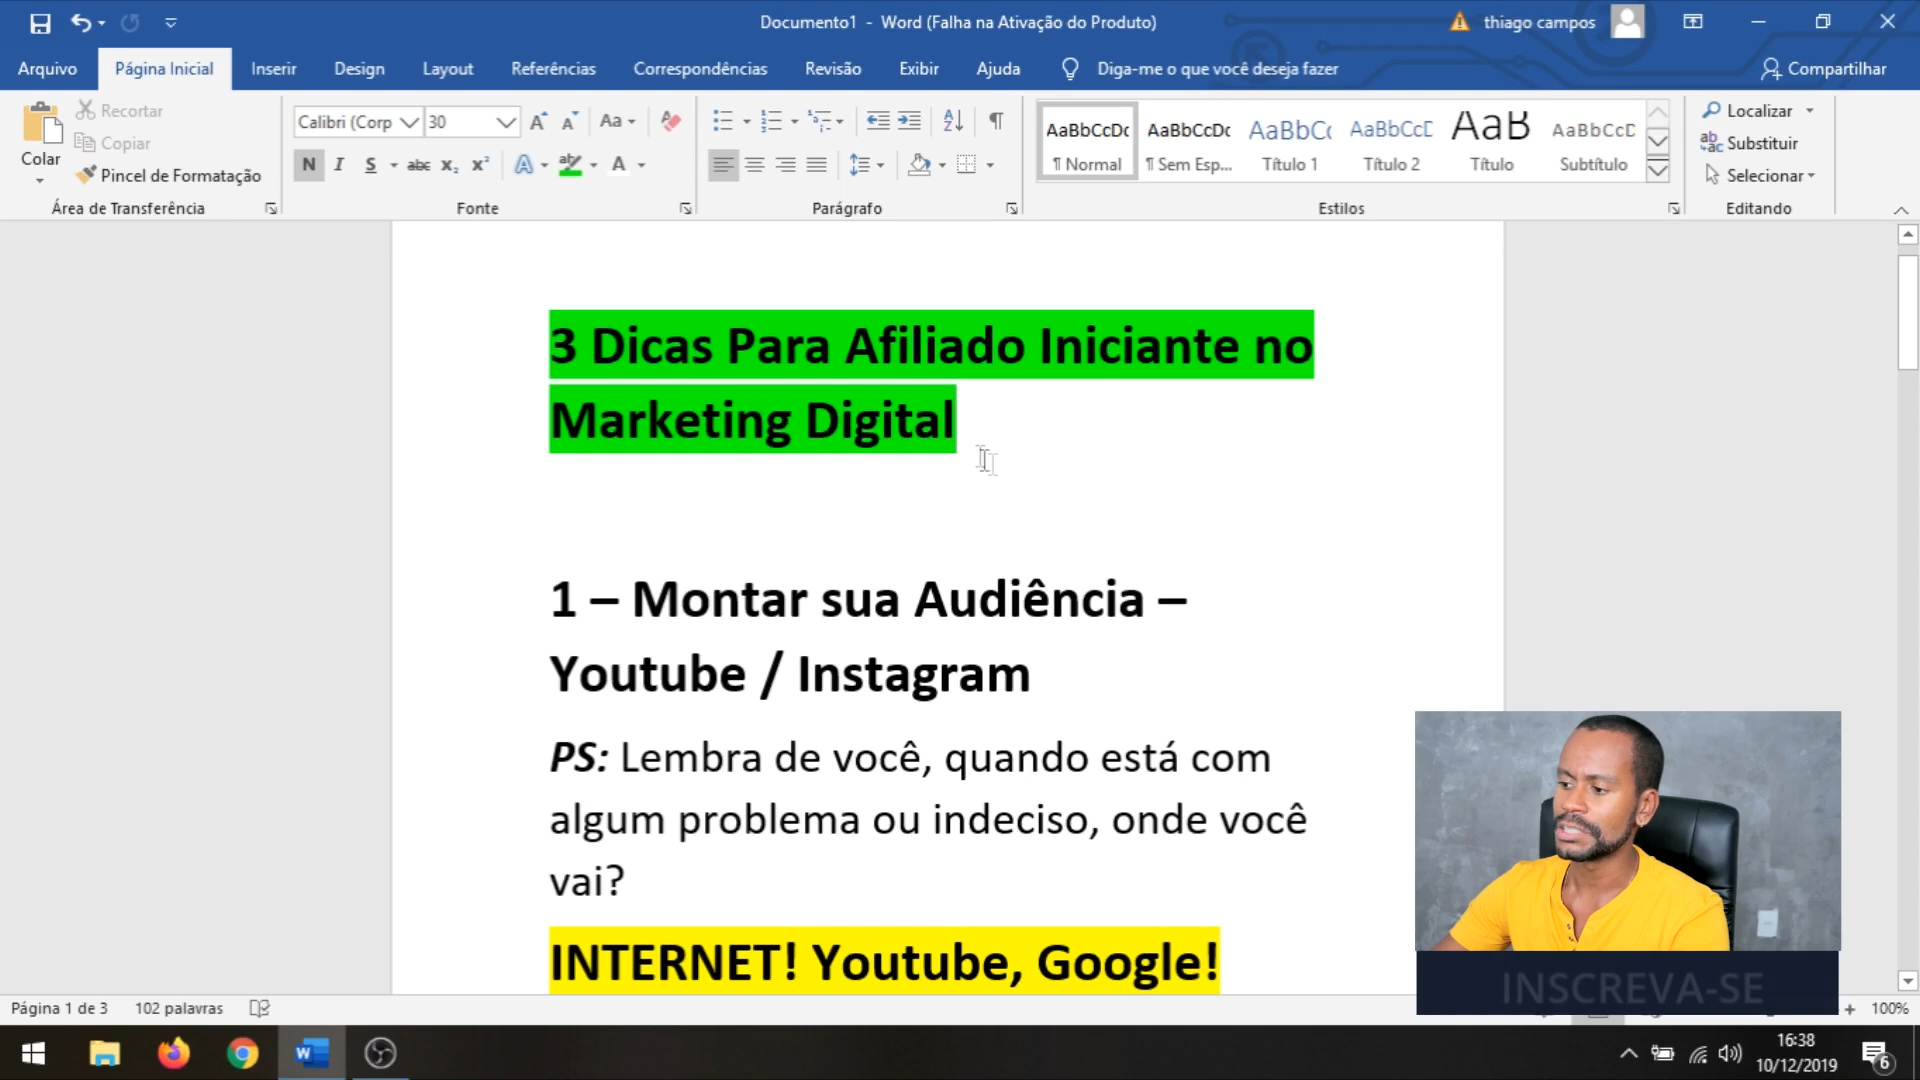 Documento1 - Word (Falha na Ativação do Produto)
thiago campos
Arquivo Página Inicial Inserir Design Layout Referências Correspondências Revisão Exibir Ajuda Diga-me o que você deseja fazer Compartilhar
Colar
Recortar
Copiar
Pincel de Formatação
Área de Transferência
Calibri (Corp 30
Fonte
Parágrafo
AaBbCcDc AaBbCcDc AaBbCc AaBbCcD AaB AaBbCcD
¶ Normal ¶ Sem Esp... Título 1 Título 2 Título Subtítulo
Estilos
Localizar
Substituir
Selecionar
Editando
3 Dicas Para Afiliado Iniciante no
Marketing Digital
1 – Montar sua Audiência –
Youtube / Instagram
PS: Lembra de você, quando está com
algum problema ou indeciso, onde você
vai?
INTERNET! Youtube, Google!
INSCREVA-SE
Página 1 de 3 102 palavras
100%
16:38
10/12/2019
6